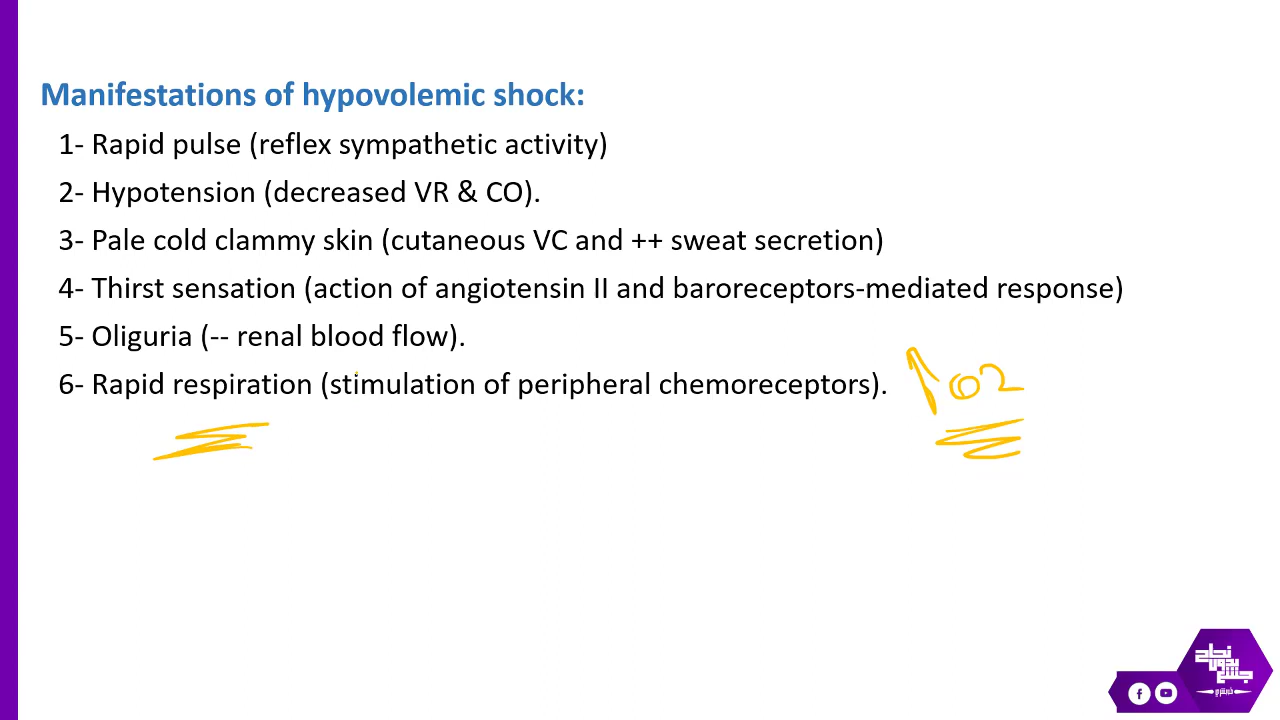 Manifestations of hypovolemic shock:
1- Rapid pulse (reflex sympathetic activity)
2- Hypotension (decreased VR & CO).
3- Pale cold clammy skin (cutaneous VC and ++ sweat secretion)
4- Thirst sensation (action of angiotensin II and baroreceptors-mediated response)
5- Oliguria (-- renal blood flow).
6- Rapid respiration (stimulation of peripheral chemoreceptors). ↑ o2
نجاح
بدون